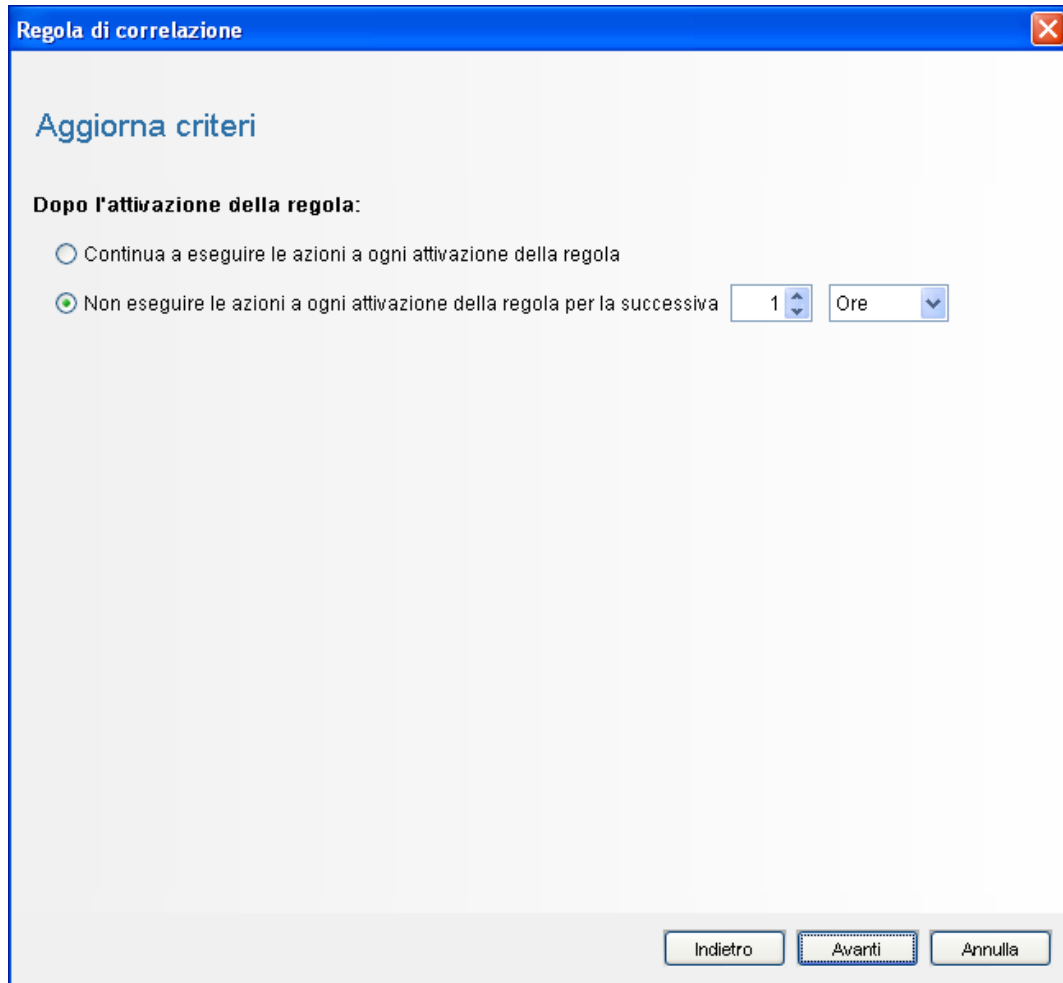 Regola di correlazione
Aggiorna criteri
Dopo l'attivazione della regola:
Continua a eseguire le azioni a ogni attivazione della regola
Non eseguire le azioni a ogni attivazione della regola per la successiva 1 Ore
Indietro Avanti Annulla